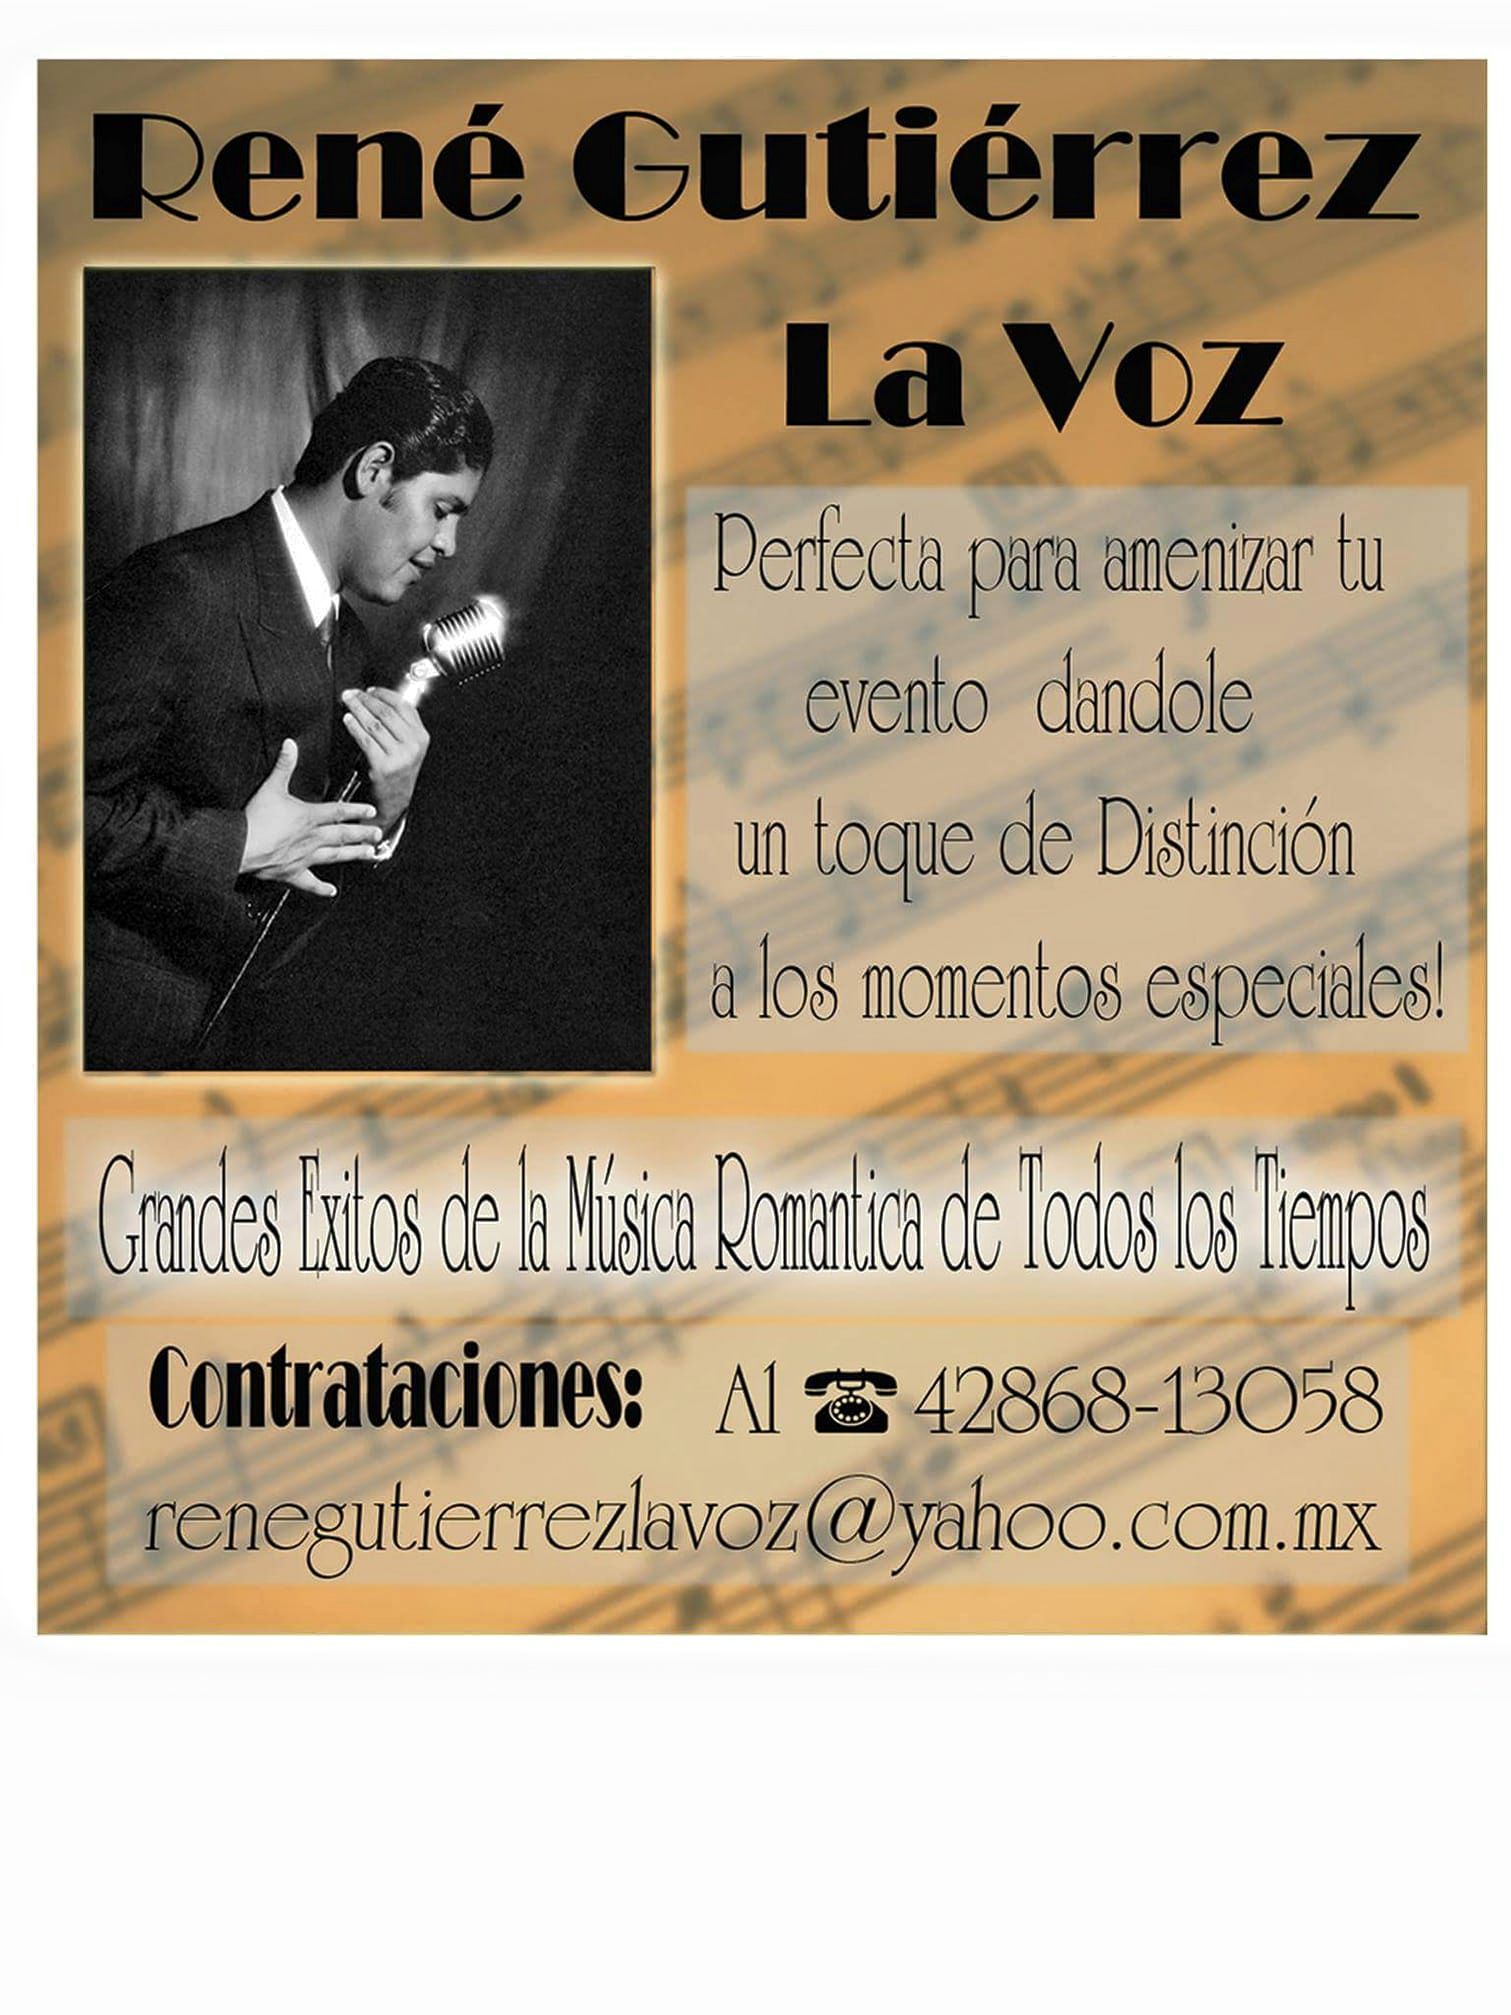 René Gutiérrez
La Voz
Perfecta para amenizar tu
evento dandole
un toque de Distinción
a los momentos especiales!
Grandes Exitos de la Música Romantica de Todos los Tiempos
Contrataciones: Al ☎ 42868-13058
renegutierrezlavoz@yahoo.com.mx